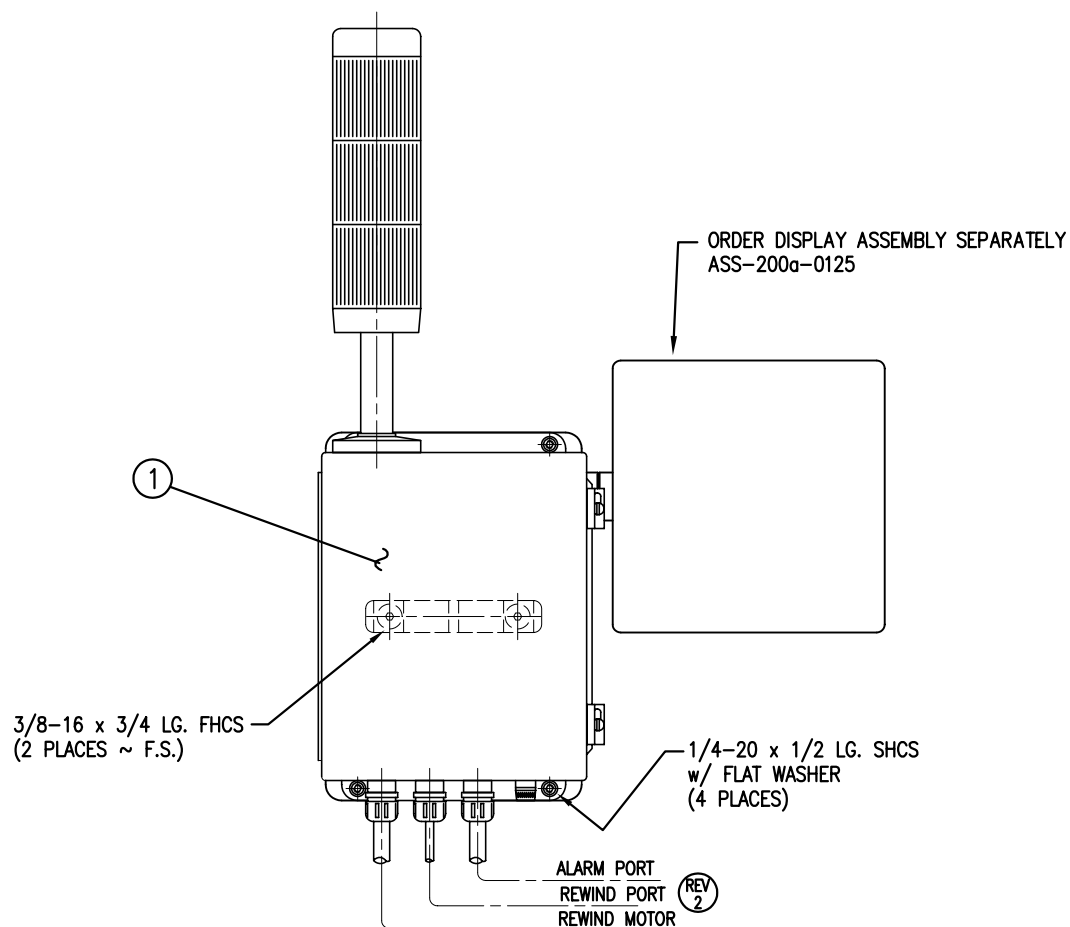 ORDER DISPLAY ASSEMBLY SEPARATELY
ASS-200a-0125
1
3/8-16 x 3/4 LG. FHCS
(2 PLACES ~ F.S.)
1/4-20 x 1/2 LG. SHCS
w/ FLAT WASHER
(4 PLACES)
ALARM PORT
REWIND PORT
REV
2
REWIND MOTOR